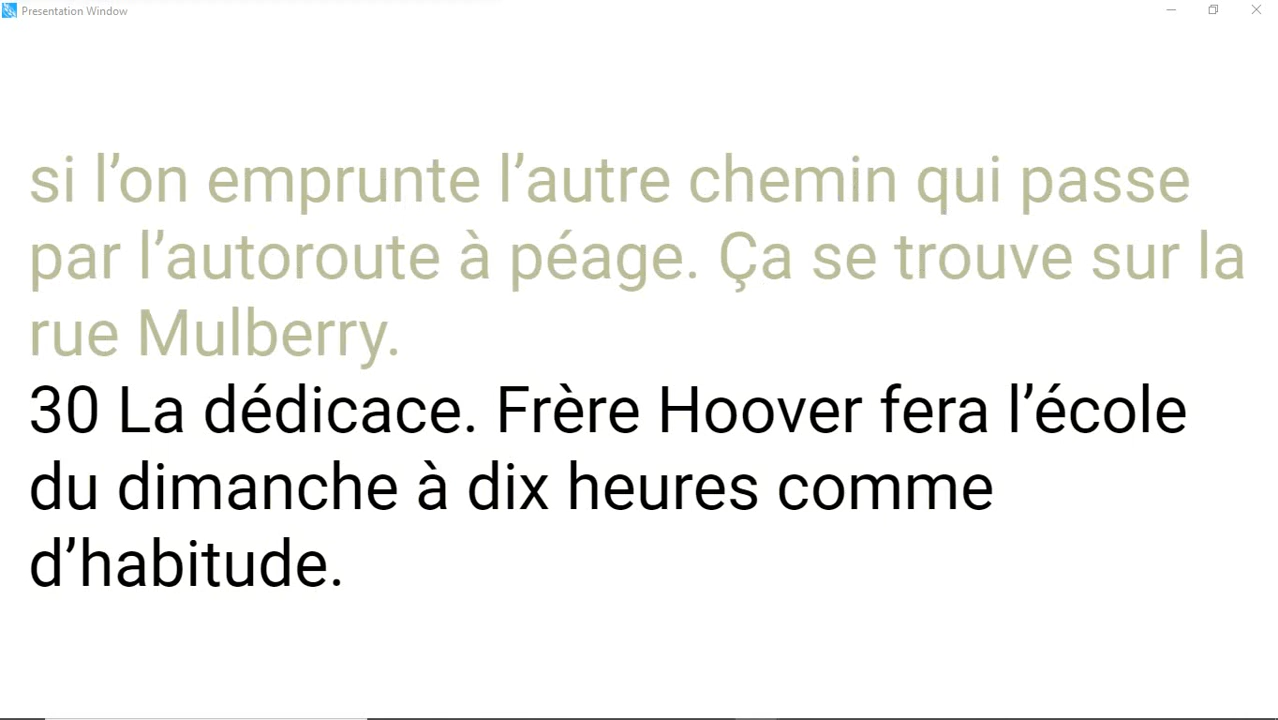 Presentation Window
si l’on emprunte l’autre chemin qui passe
par l’autoroute à péage. Ça se trouve sur la
rue Mulberry.
30 La dédicace. Frère Hoover fera l’école
du dimanche à dix heures comme
d’habitude.